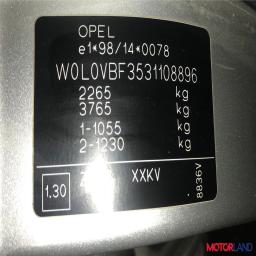 OPEL
e1*98/14*0078
W0L0VBF3531108896
2265 kg
3765 kg
1-1055 kg
2-1230 kg
1.30
XXKV
8836V
MOTORLAND